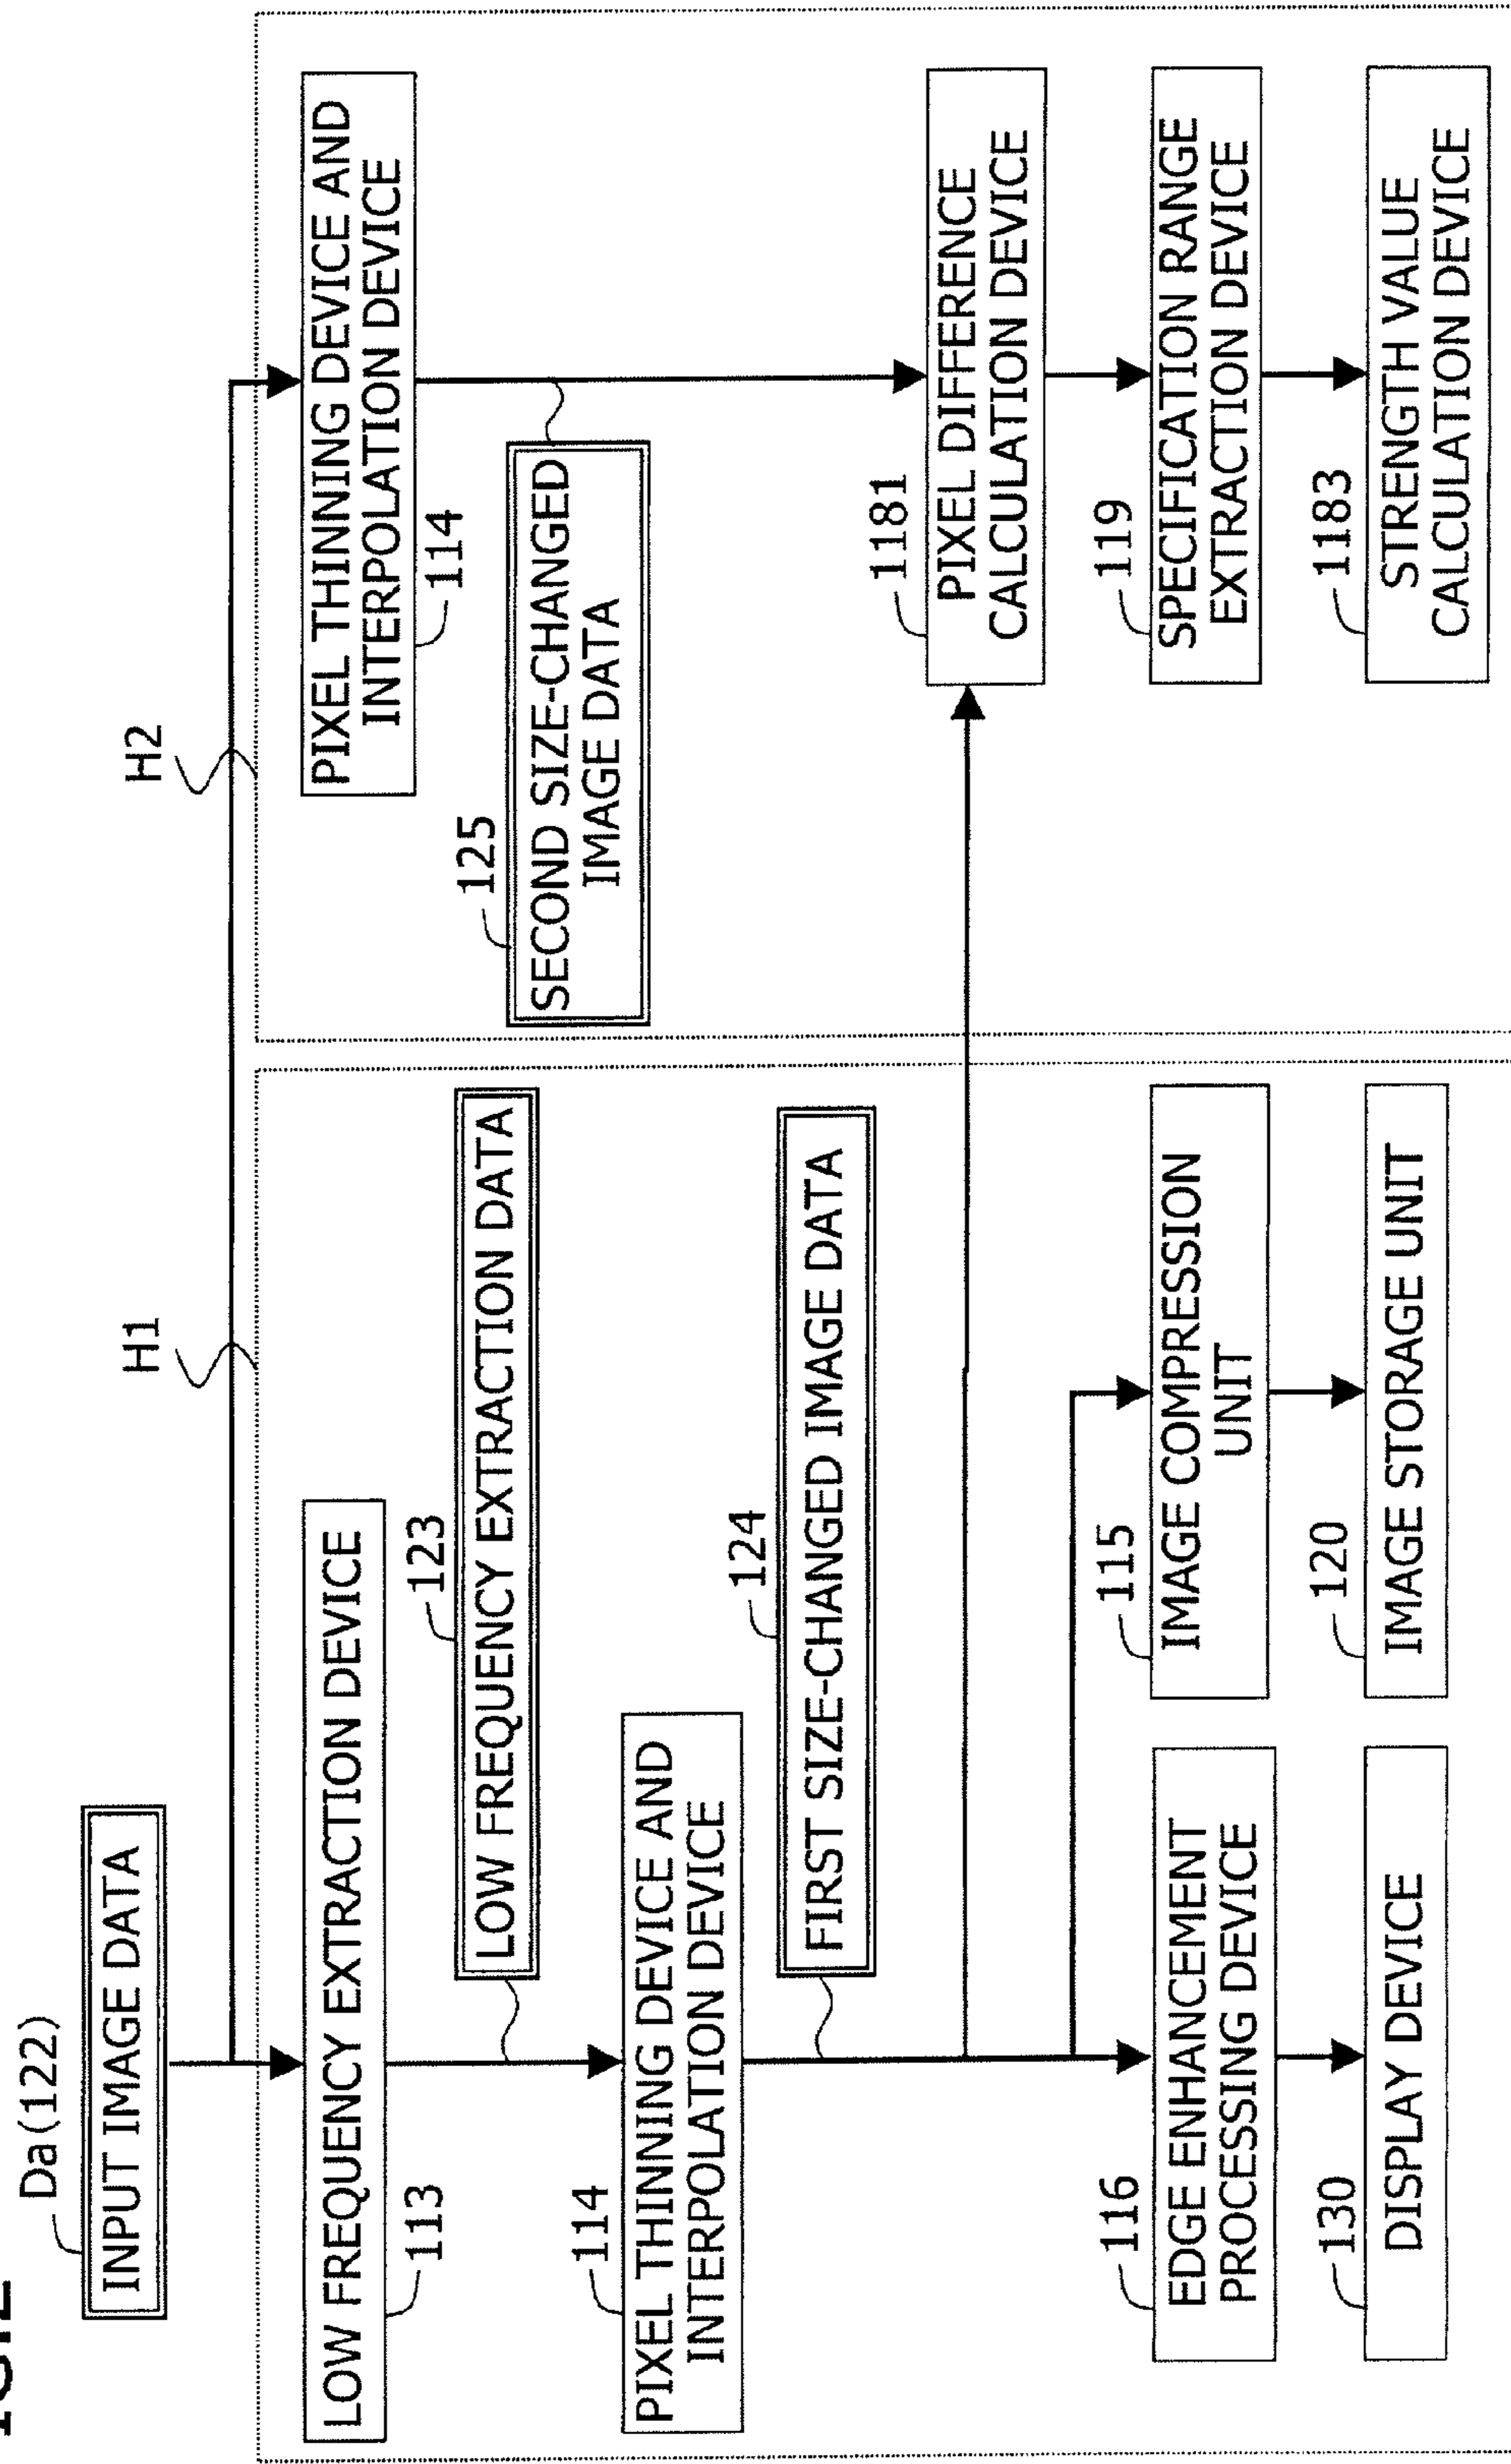 Da(122)
INPUT IMAGE DATA
H1
H2
LOW FREQUENCY EXTRACTION DEVICE
113
123
LOW FREQUENCY EXTRACTION DATA
114
PIXEL THINNING DEVICE AND
INTERPOLATION DEVICE
124
FIRST SIZE-CHANGED IMAGE DATA
116
EDGE ENHANCEMENT
PROCESSING DEVICE
130
DISPLAY DEVICE
115
IMAGE COMPRESSION
UNIT
120
IMAGE STORAGE UNIT
PIXEL THINNING DEVICE AND
INTERPOLATION DEVICE
114
125
SECOND SIZE-CHANGED
IMAGE DATA
1181
PIXEL DIFFERENCE
CALCULATION DEVICE
119
SPECIFICATION RANGE
EXTRACTION DEVICE
1183
STRENGTH VALUE
CALCULATION DEVICE